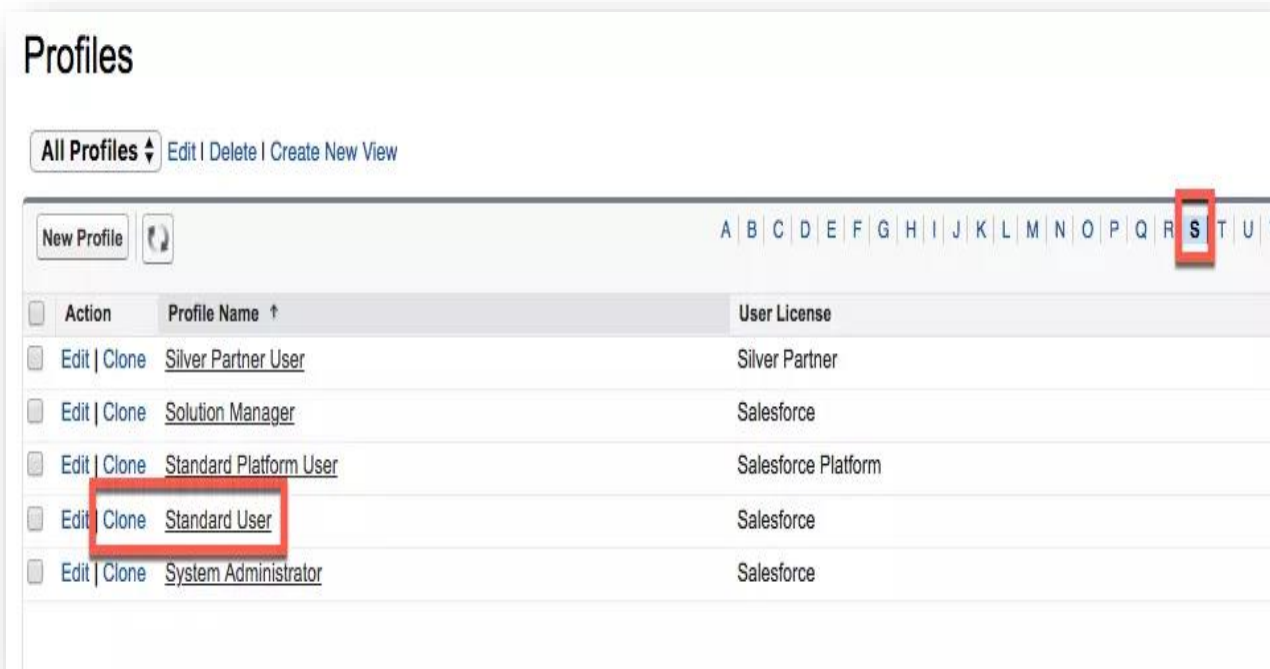 Profiles
All Profiles Edit | Delete | Create New View
New Profile A | B | C | D | E | F | G | H | I | J | K | L | M | N | O | P | Q | R | S | T | U
Action Profile Name ↑ User License
Edit | Clone Silver Partner User Silver Partner
Edit | Clone Solution Manager Salesforce
Edit | Clone Standard Platform User Salesforce Platform
Edit | Clone Standard User Salesforce
Edit | Clone System Administrator Salesforce